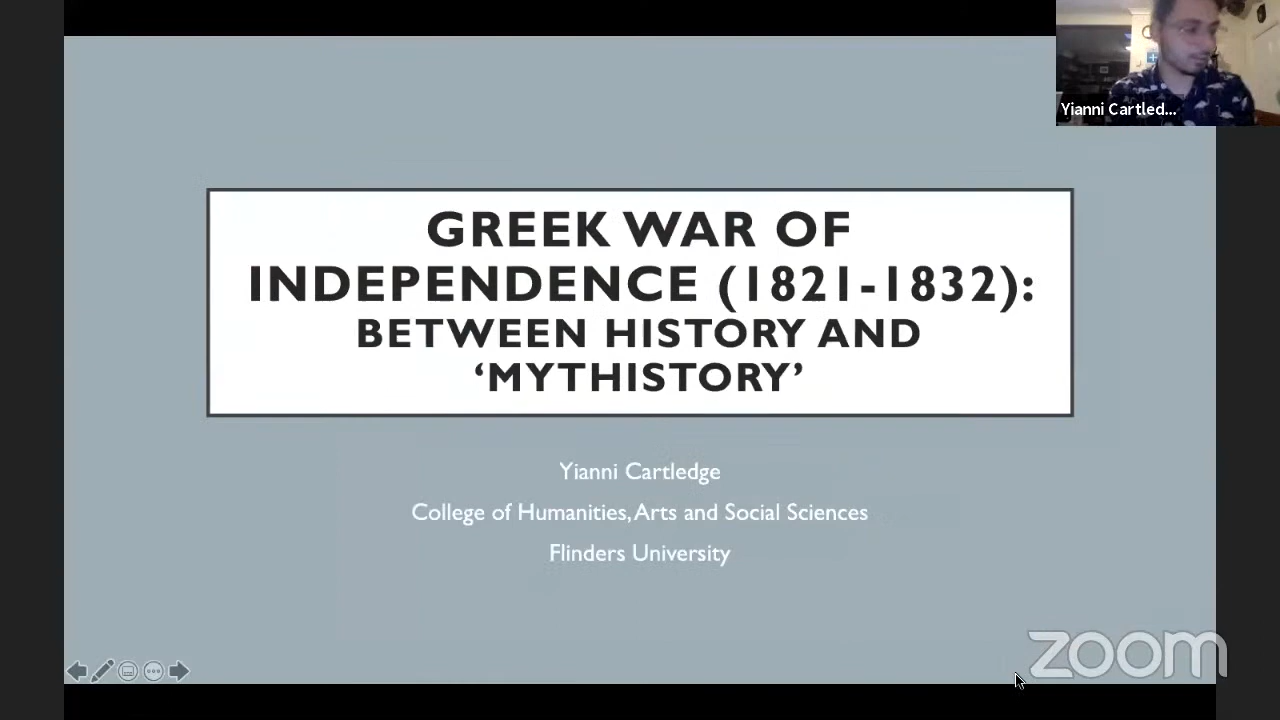 Yianni Cartled...
GREEK WAR OF
INDEPENDENCE (1821-1832):
BETWEEN HISTORY AND
‘MYTHISTORY’
Yianni Cartledge
College of Humanities, Arts and Social Sciences
Flinders University
zoom